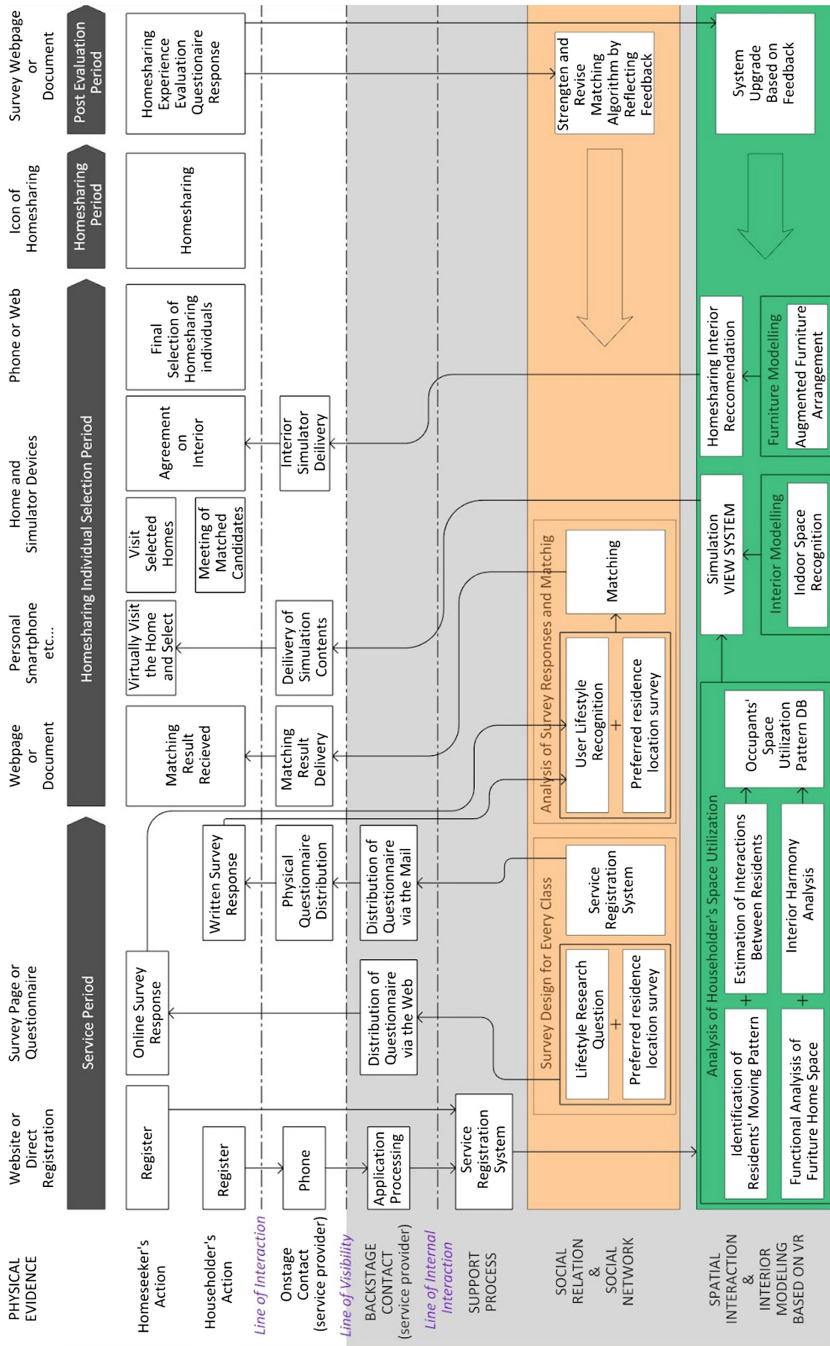 PHYSICAL
EVIDENCE
Website or
Direct
Registration
Survey Page or
Questionnaire
Webpage
or
Document
Personal
Smartphone
etc...
Home and
Simulator Devices
Phone or Web
Icon of
Homesharing
Survey Webpage
or
Document
Service Period
Homesharing Individual Selection Period
Homesharing
Period
Post Evaluation
Period
Homeseeker's
Action
Register
Online Survey
Response
Matching
Result
Recieved
Virtually Visit
the Home
and Select
Visit
Selected
Homes
Meeting of
Matched
Candidates
Agreement
on
Interior
Final
Selection of
Homesharing
individuals
Homesharing
Homesharing
Experience
Evaluation
Questionnaire
Response
Householder's
Action
Register
Written Survey
Response
Line of Interaction
Onstage
Contact
(service provider)
Phone
Physical
Questionnaire
Distribution
Matching
Result
Delivery
Deilivery of
Simulation
Contents
Interior
Simulator
Deilivery
Line of Visibility
BACKSTAGE
CONTACT
(service provider)
Application
Processing
Distribution of
Questionnaire
via the Web
Distribution of
Questionnaire
via the Mail
Line of Internal
Interaction
SUPPORT
PROCESS
Service
Registration
System
SOCIAL
RELATION
&
SOCIAL
NETWORK
Survey Design for Every Class
Lifestyle Research
Question
+
Preferred residence
location survey
Service
Registration
System
Analysis of Survey Responses and Matchig
User Lifestyle
Recognition
+
Preferred residence
location survey
Matching
Strengten and
Revise
Matching
Algorithm by
Reflecting
Feedback
SPATIAL
INTERACTION
&
INTERIOR
MODELING
BASED ON VR
Analysis of Householder's Space Utilization
Identification of
Residents' Moving Pattern
+
Estimation of Interactions
Between Residents
Functional Analyisis of
Furiture Home Space
+
Interior Harmony
Analysis
Occupants'
Space
Utilization
Pattern DB
Simulation
VIEW SYSTEM
Interior Modelling
Indoor Space
Recognition
Homesharing Interior
Reccomendation
Furniture Modelling
Augmented Furniture
Arrangement
System
Upgrade
Based on
Feedback